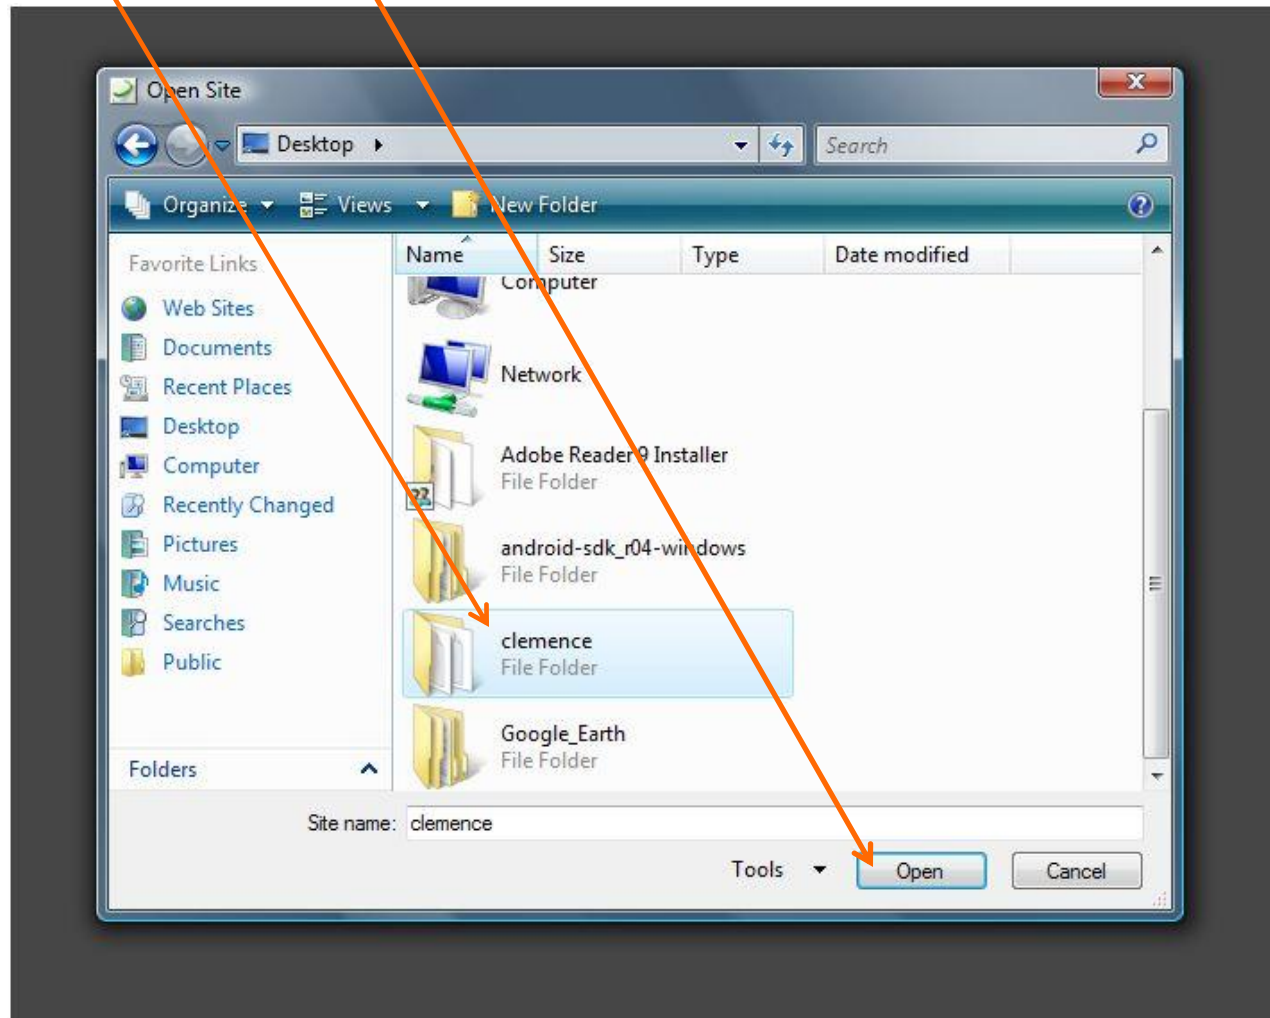 Open Site
Desktop
Search
Organize
Views
New Folder
Favorite Links
Web Sites
Documents
Recent Places
Desktop
Computer
Recently Changed
Pictures
Music
Searches
Public
Folders
Name Size Type Date modified
Computer
Network
Adobe Reader 9 Installer
File Folder
android-sdk_r04-windows
File Folder
clemence
File Folder
Google_Earth
File Folder
Site name: clemence
Tools
Open
Cancel